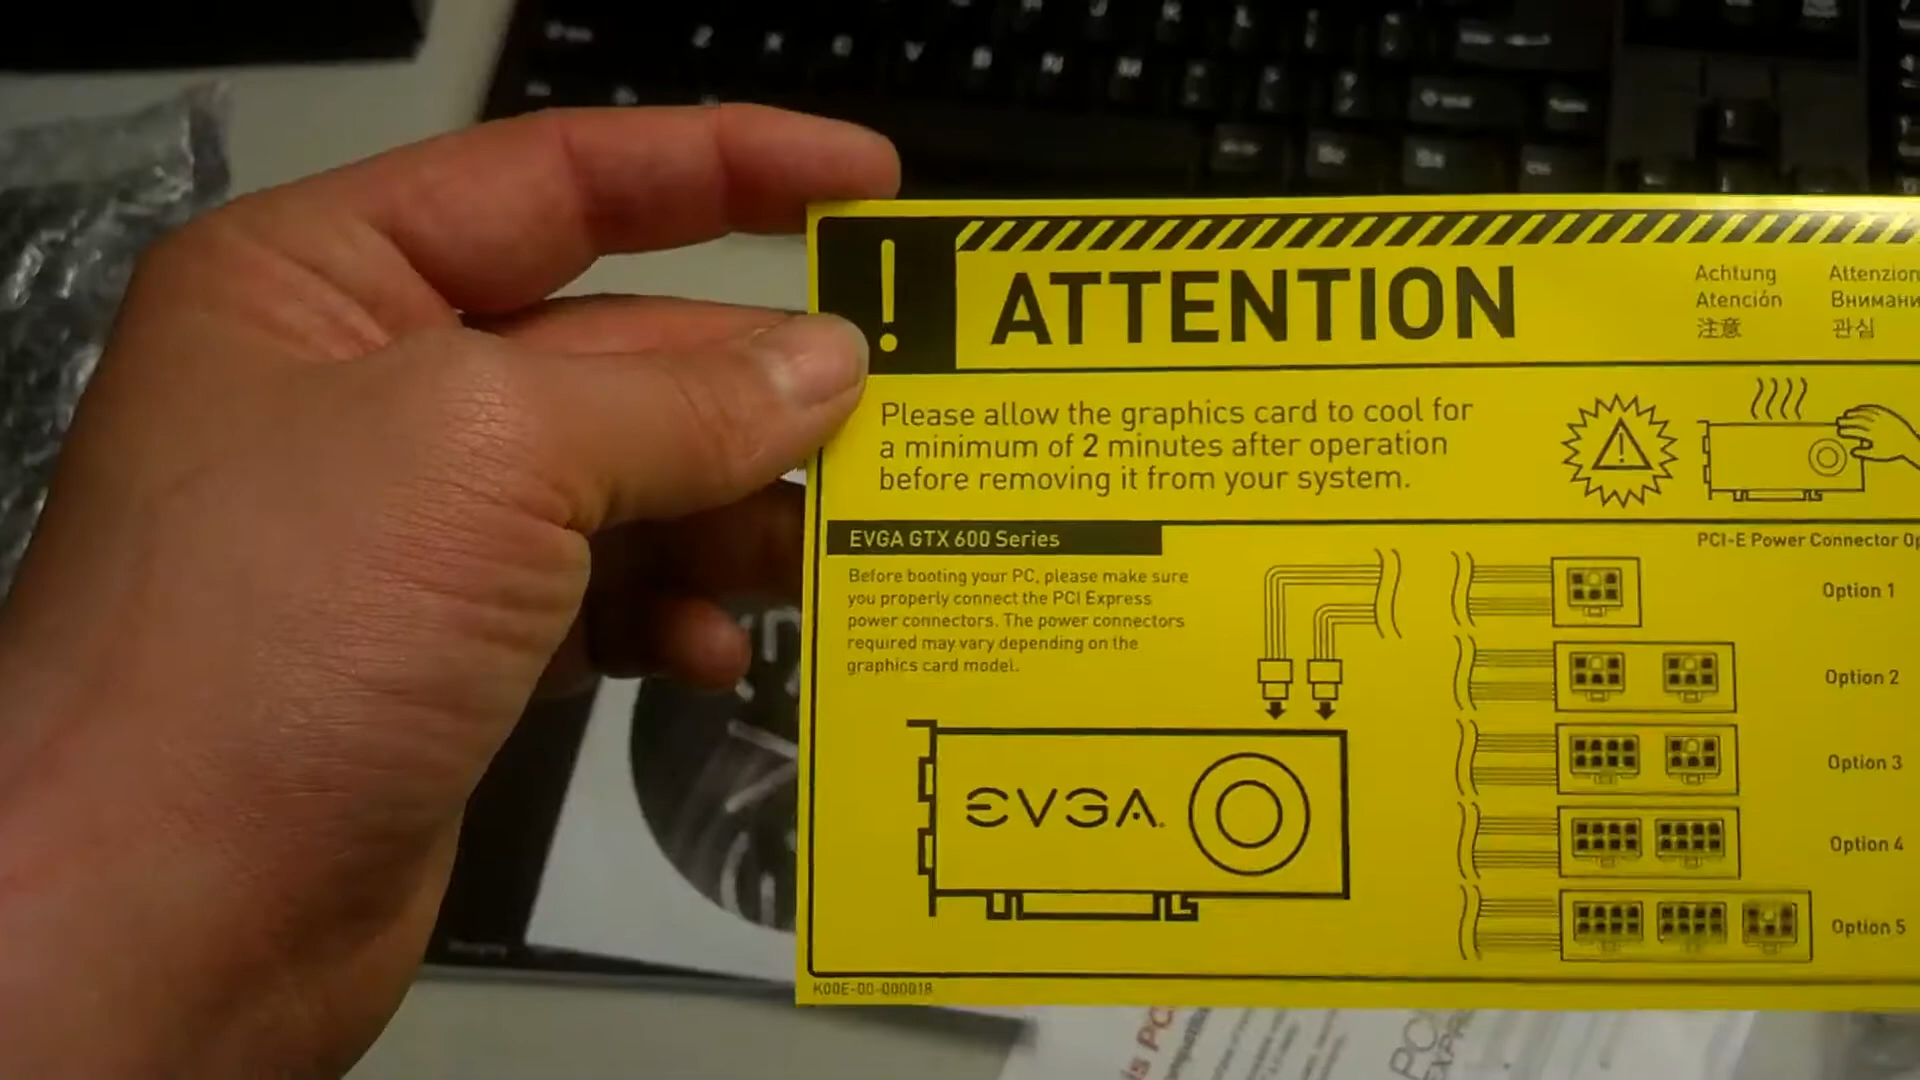 !
ATTENTION
Achtung
Atención
注意
Attenzion
Внимани
관심
Please allow the graphics card to cool for
a minimum of 2 minutes after operation
before removing it from your system.
EVGA GTX 600 Series
PCI-E Power Connector Op
Before booting your PC, please make sure
you properly connect the PCI Express
power connectors. The power connectors
required may vary depending on the
graphics card model.
Option 1
Option 2
Option 3
Option 4
Option 5
EVGA
K00E-00-000018
Z X C V B N M